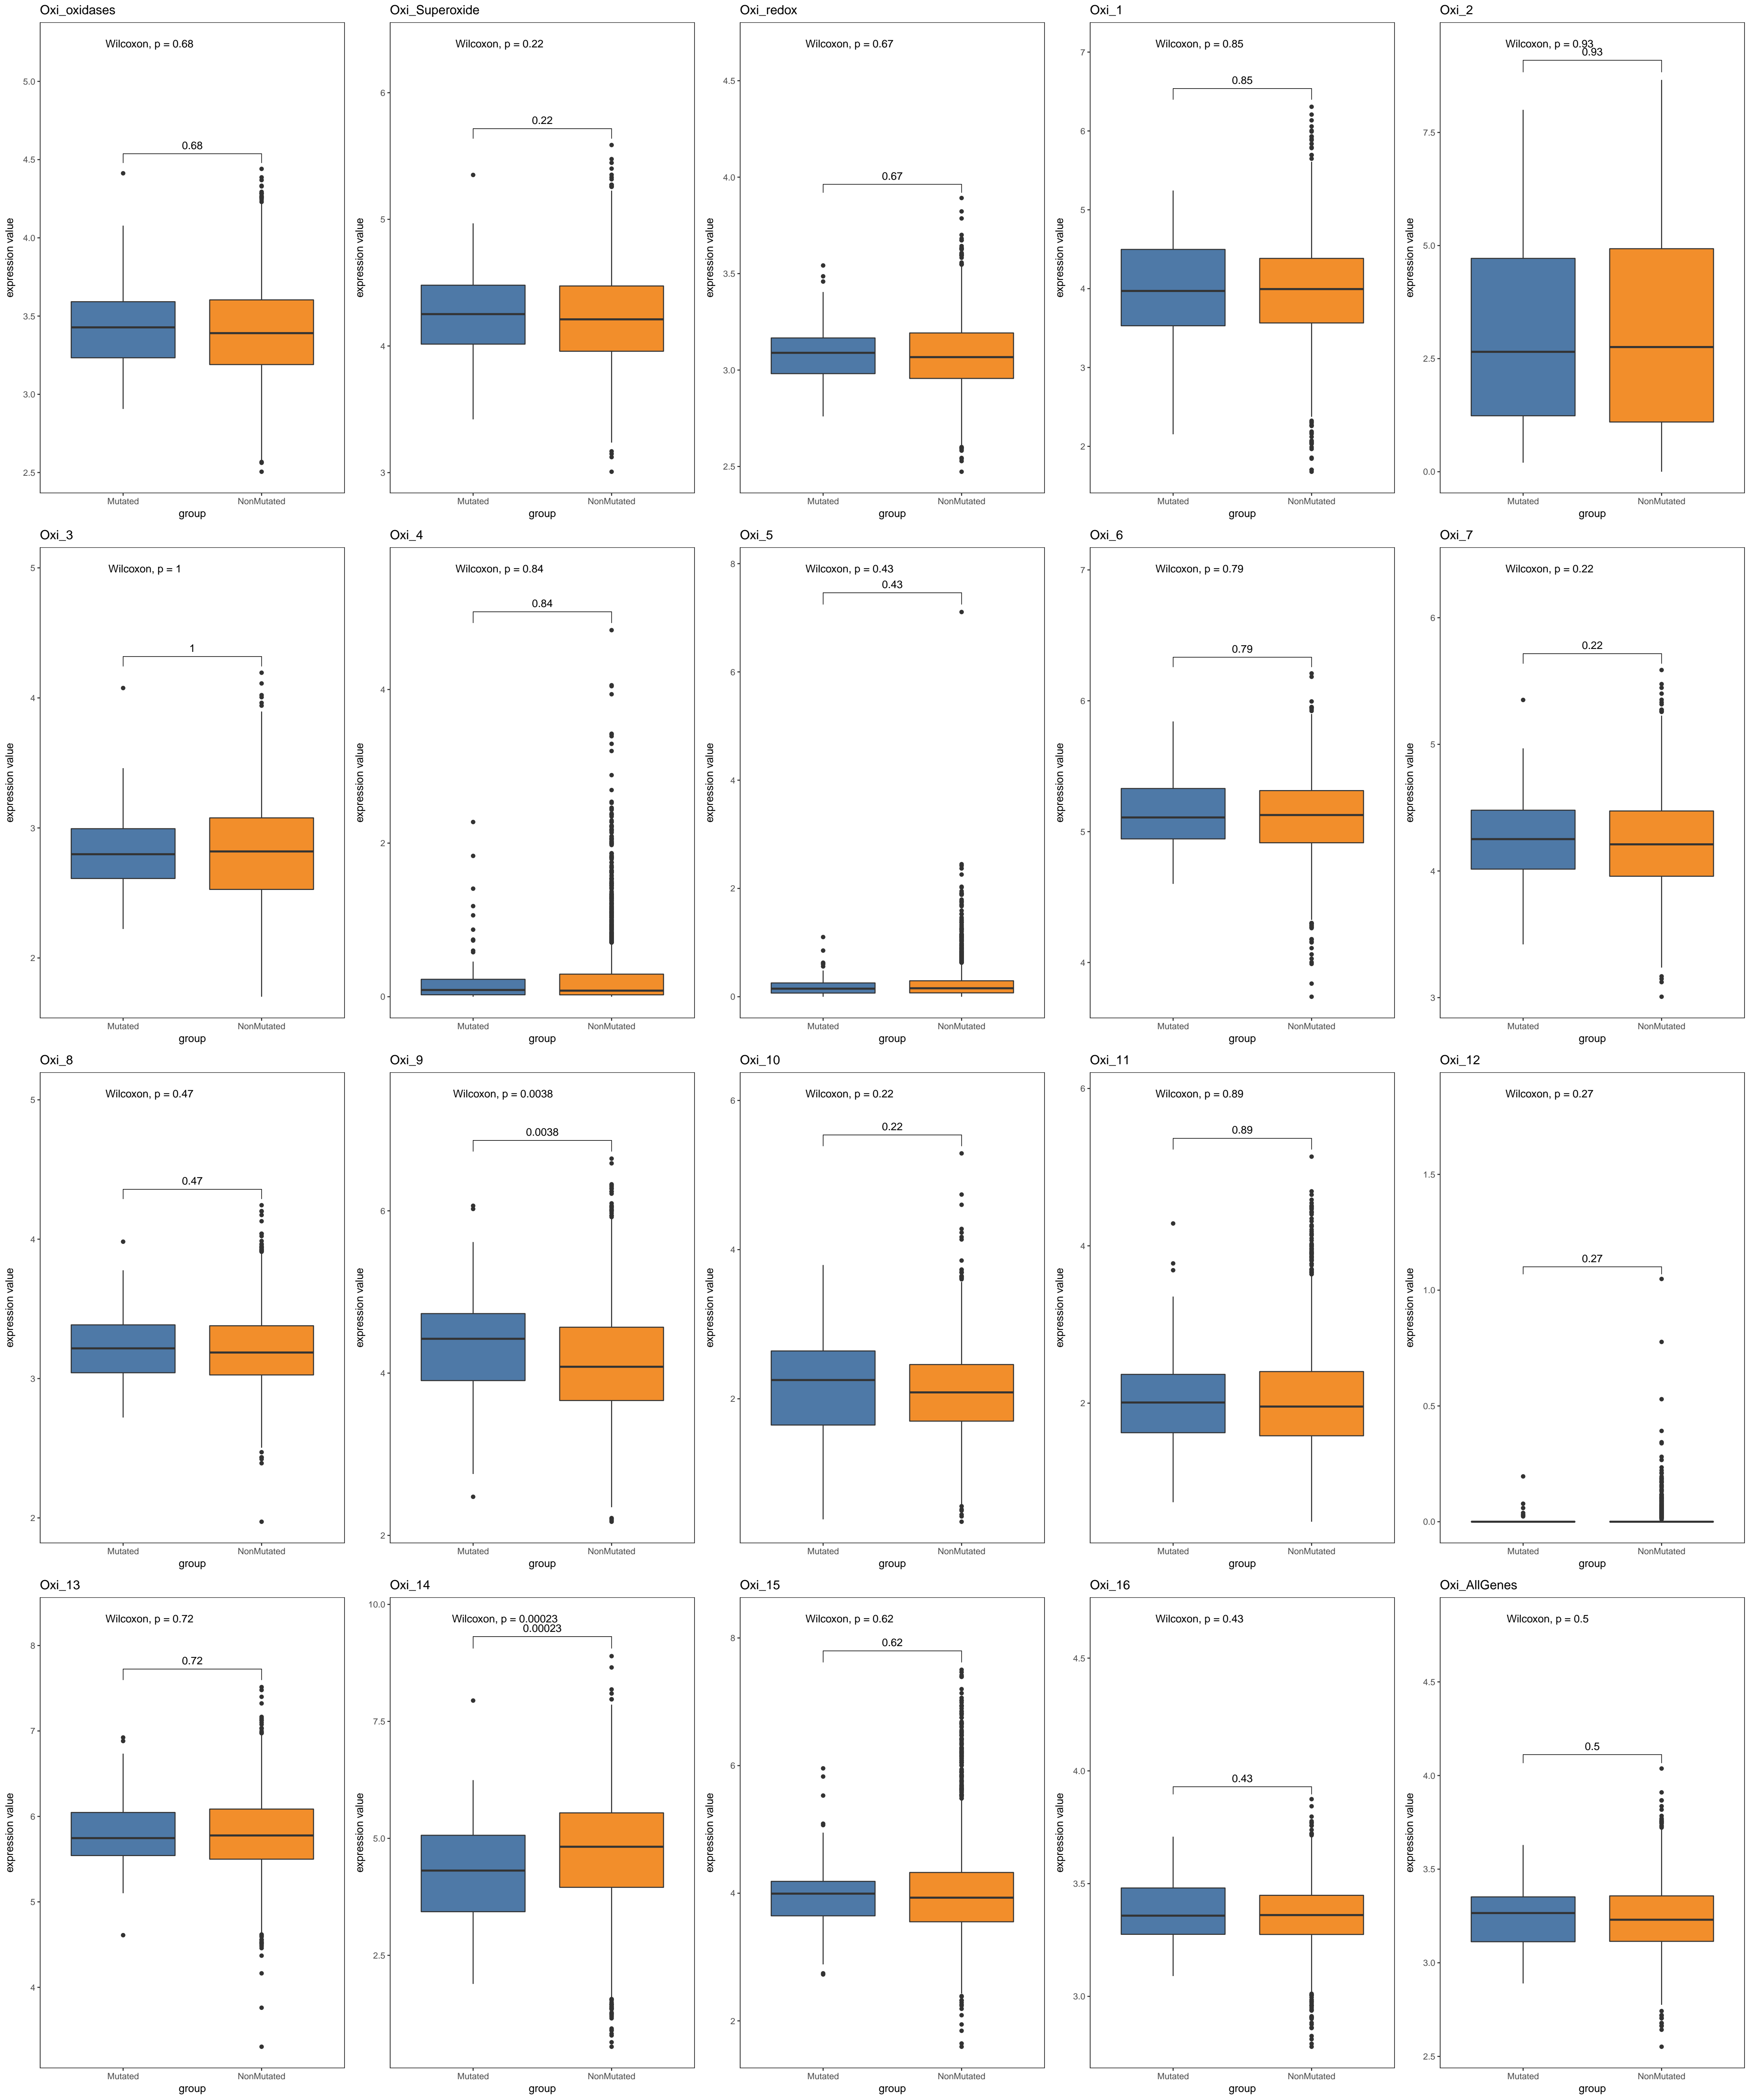 Oxi_oxidases
Wilcoxon, p = 0.68
0.68
5.0
4.5
4.0
3.5
3.0
2.5
expression value
Mutated
NonMutated
group
Oxi_Superoxide
Wilcoxon, p = 0.22
0.22
6
5
4
3
expression value
Mutated
NonMutated
group
Oxi_redox
Wilcoxon, p = 0.67
0.67
4.5
4.0
3.5
3.0
2.5
expression value
Mutated
NonMutated
group
Oxi_1
Wilcoxon, p = 0.85
0.85
7
6
5
4
3
2
expression value
Mutated
NonMutated
group
Oxi_2
Wilcoxon, p = 0.93
0.93
7.5
5.0
2.5
0.0
expression value
Mutated
NonMutated
group
Oxi_3
Wilcoxon, p = 1
1
5
4
3
2
expression value
Mutated
NonMutated
group
Oxi_4
Wilcoxon, p = 0.84
0.84
4
2
0
expression value
Mutated
NonMutated
group
Oxi_5
Wilcoxon, p = 0.43
0.43
8
6
4
2
0
expression value
Mutated
NonMutated
group
Oxi_6
Wilcoxon, p = 0.79
0.79
7
6
5
4
expression value
Mutated
NonMutated
group
Oxi_7
Wilcoxon, p = 0.22
0.22
6
5
4
3
expression value
Mutated
NonMutated
group
Oxi_8
Wilcoxon, p = 0.47
0.47
5
4
3
2
expression value
Mutated
NonMutated
group
Oxi_9
Wilcoxon, p = 0.0038
0.0038
6
4
2
expression value
Mutated
NonMutated
group
Oxi_10
Wilcoxon, p = 0.22
0.22
6
4
2
expression value
Mutated
NonMutated
group
Oxi_11
Wilcoxon, p = 0.89
0.89
6
4
2
expression value
Mutated
NonMutated
group
Oxi_12
Wilcoxon, p = 0.27
0.27
1.5
1.0
0.5
0.0
expression value
Mutated
NonMutated
group
Oxi_13
Wilcoxon, p = 0.72
0.72
8
7
6
5
4
expression value
Mutated
NonMutated
group
Oxi_14
Wilcoxon, p = 0.00023
0.00023
10.0
7.5
5.0
2.5
expression value
Mutated
NonMutated
group
Oxi_15
Wilcoxon, p = 0.62
0.62
8
6
4
2
expression value
Mutated
NonMutated
group
Oxi_16
Wilcoxon, p = 0.43
0.43
4.5
4.0
3.5
3.0
expression value
Mutated
NonMutated
group
Oxi_AllGenes
Wilcoxon, p = 0.5
0.5
4.5
4.0
3.5
3.0
2.5
expression value
Mutated
NonMutated
group